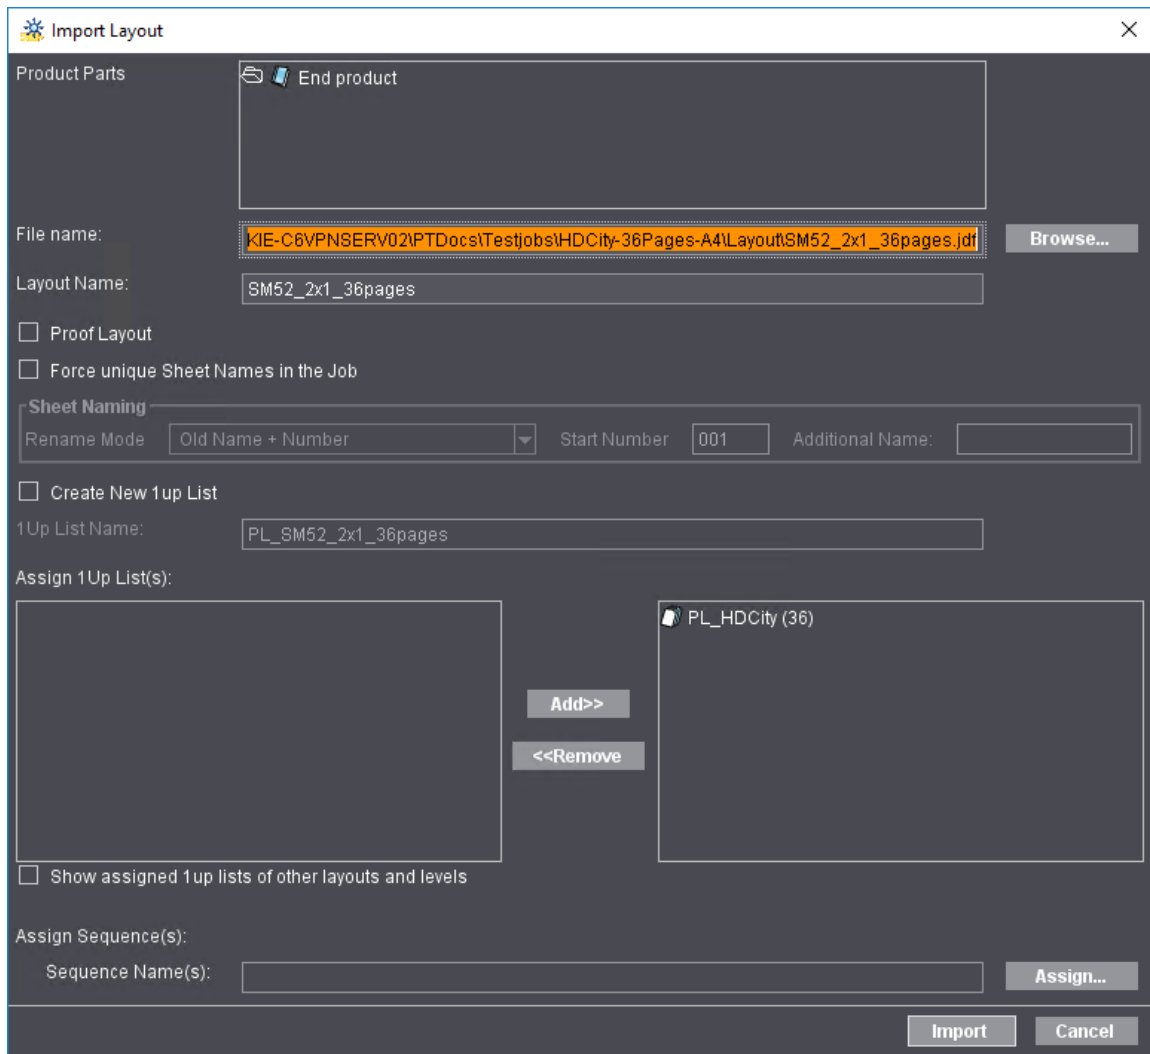 Import Layout
Product Parts
End product
File name:
KIE-C6VPNSERV02\PTDocs\Testjobs\HDCity-36Pages-A4\Layout\SM52_2x1_36pages.jdf
Browse...
Layout Name:
SM52_2x1_36pages
Proof Layout
Force unique Sheet Names in the Job
Sheet Naming
Rename Mode
Old Name + Number
Start Number
001
Additional Name:
Create New 1up List
1Up List Name:
PL_SM52_2x1_36pages
Assign 1Up List(s):
PL_HDCity (36)
Add>>
<<Remove
Show assigned 1up lists of other layouts and levels
Assign Sequence(s):
Sequence Name(s):
Assign...
Import
Cancel